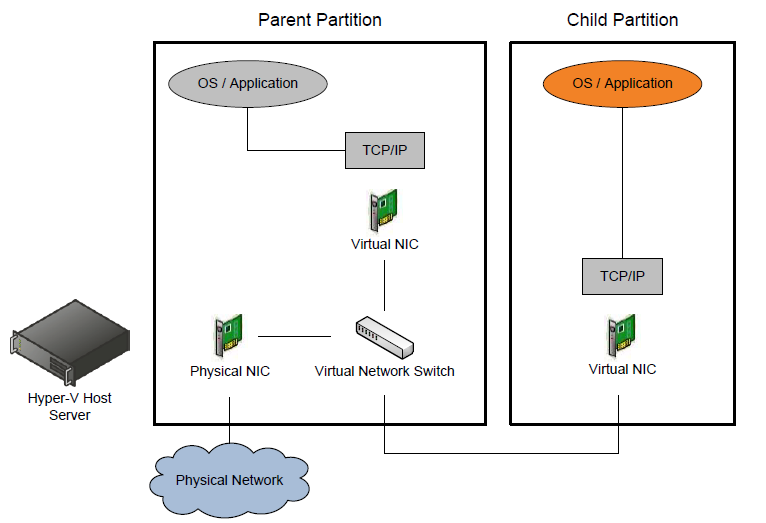 Parent Partition
Child Partition
OS / Application
OS / Application
TCP/IP
Virtual NIC
TCP/IP
Physical NIC
Virtual Network Switch
Virtual NIC
Hyper-V Host
Server
Physical Network